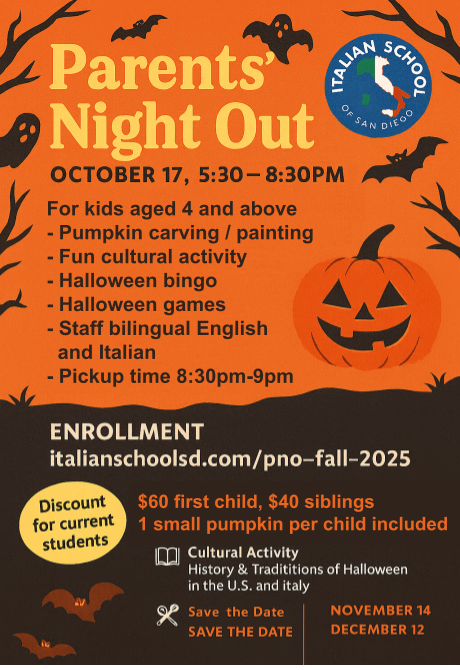 Parents'
Night Out
ITALIAN SCHOOL
OF SAN DIEGO
OCTOBER 17, 5:30–8:30PM
For kids aged 4 and above
- Pumpkin carving / painting
- Fun cultural activity
- Halloween bingo
- Halloween games
- Staff bilingual English
and Italian
- Pickup time 8:30pm-9pm
ENROLLMENT
italianschoolsd.com/pno–fall–2025
Discount
for current
students
$60 first child, $40 siblings
1 small pumpkin per child included
Cultural Activity
History & Tradititions of Halloween
in the U.S. and italy
Save the Date
SAVE THE DATE
NOVEMBER 14
DECEMBER 12